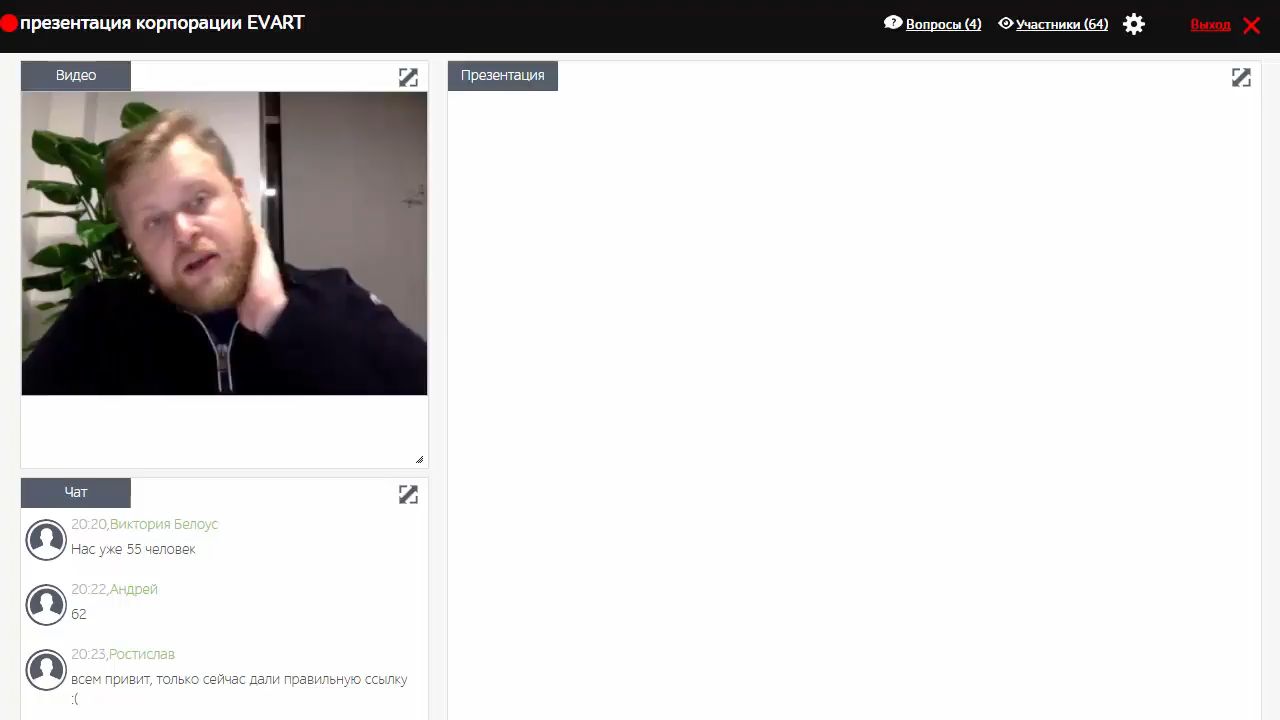 презентация корпорации EVART
Вопросы (4)
Участники (64)
Выход
Видео
Презентация
Чат
20:20,Виктория Белоус
Нас уже 55 человек
20:22,Андрей
62
20:23,Ростислав
всем привит, только сейчас дали правильную ссылку
:(